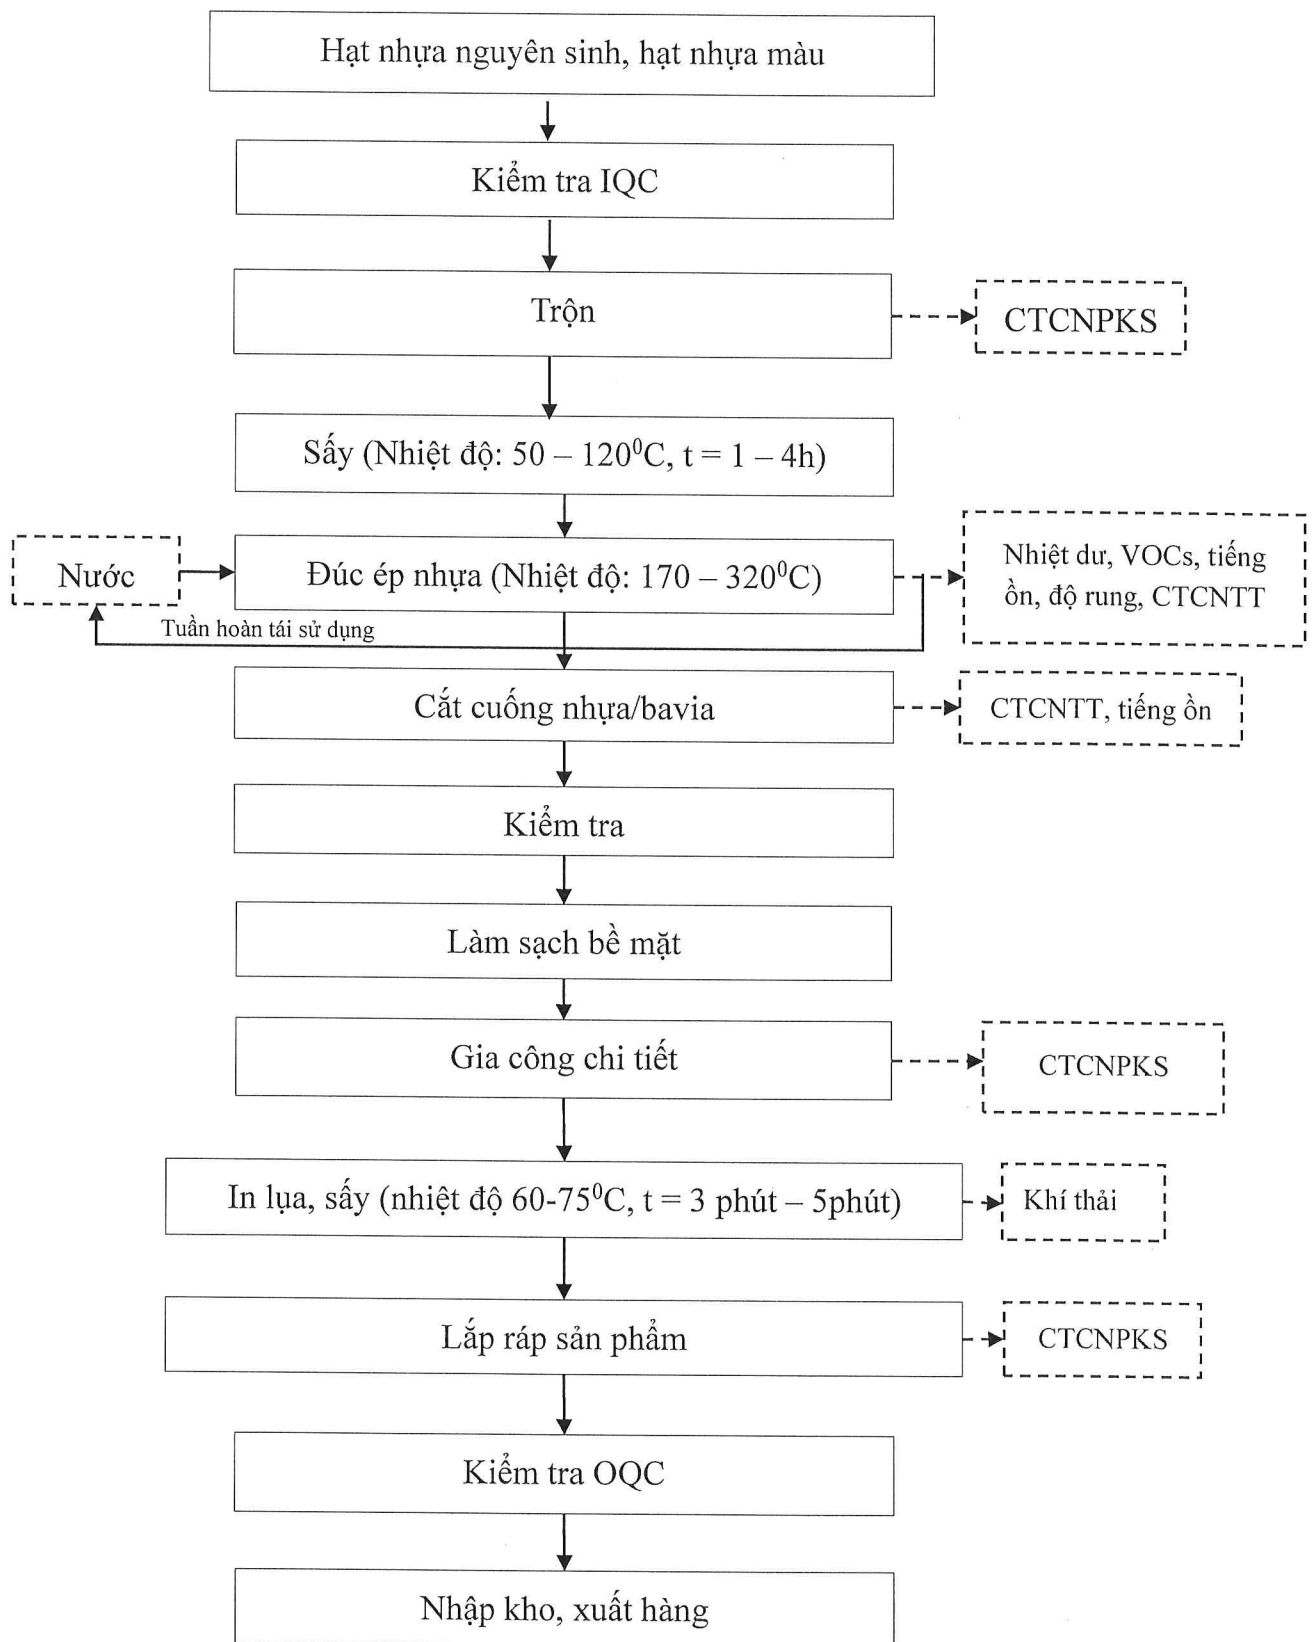 Hạt nhựa nguyên sinh, hạt nhựa màu
Kiểm tra IQC
Trộn
CTCNPKS
Sấy (Nhiệt độ: 50 – 120⁰C, t = 1 – 4h)
Nước
Đúc ép nhựa (Nhiệt độ: 170 – 320⁰C)
Nhiệt dư, VOCs, tiếng
ồn, độ rung, CTCNTT
Tuần hoàn tái sử dụng
Cắt cuống nhựa/bavia
CTCNTT, tiếng ồn
Kiểm tra
Làm sạch bề mặt
Gia công chi tiết
CTCNPKS
In lụa, sấy (nhiệt độ 60-75⁰C, t = 3 phút – 5phút)
Khí thải
Lắp ráp sản phẩm
CTCNPKS
Kiểm tra OQC
Nhập kho, xuất hàng